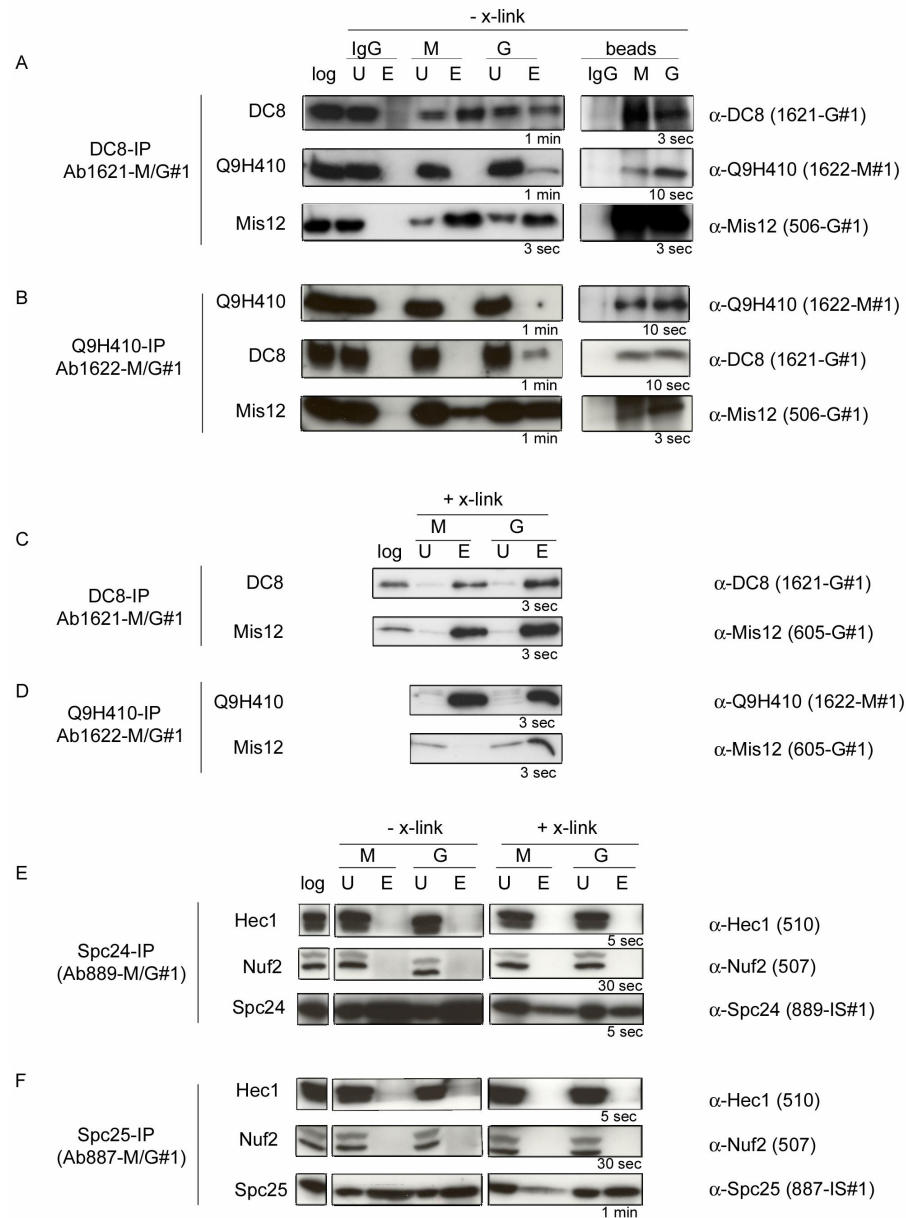 - x-link
A
IgG M G beads
log U E U E U E IgG M G
DC8-IP
Ab1621-M/G#1
DC8 α-DC8 (1621-G#1)
1 min 3 sec
Q9H410 α-Q9H410 (1622-M#1)
1 min 10 sec
Mis12 α-Mis12 (506-G#1)
3 sec 3 sec
B
Q9H410-IP
Ab1622-M/G#1
Q9H410 α-Q9H410 (1622-M#1)
1 min 10 sec
DC8 α-DC8 (1621-G#1)
1 min 10 sec
Mis12 α-Mis12 (506-G#1)
1 min 3 sec
+ x-link
C
M G
log U E U E
DC8-IP
Ab1621-M/G#1
DC8 α-DC8 (1621-G#1)
3 sec
Mis12 α-Mis12 (605-G#1)
3 sec
D
Q9H410-IP
Ab1622-M/G#1
Q9H410 α-Q9H410 (1622-M#1)
3 sec
Mis12 α-Mis12 (605-G#1)
3 sec
- x-link + x-link
M G M G
E
log U E U E U E U E
Spc24-IP
(Ab889-M/G#1)
Hec1 α-Hec1 (510)
5 sec
Nuf2 α-Nuf2 (507)
30 sec
Spc24 α-Spc24 (889-IS#1)
5 sec
F
Spc25-IP
(Ab887-M/G#1)
Hec1 α-Hec1 (510)
5 sec
Nuf2 α-Nuf2 (507)
30 sec
Spc25 α-Spc25 (887-IS#1)
1 min